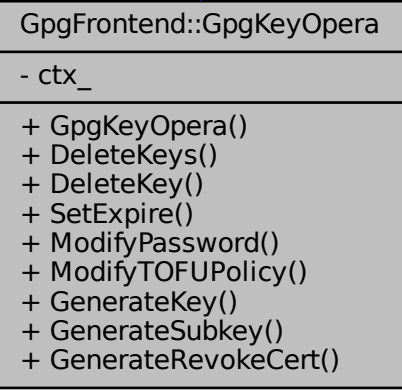 GpgFrontend::GpgKeyOpera
- ctx_
+ GpgKeyOpera()
+ DeleteKeys()
+ DeleteKey()
+ SetExpire()
+ ModifyPassword()
+ ModifyTOFUPolicy()
+ GenerateKey()
+ GenerateSubkey()
+ GenerateRevokeCert()